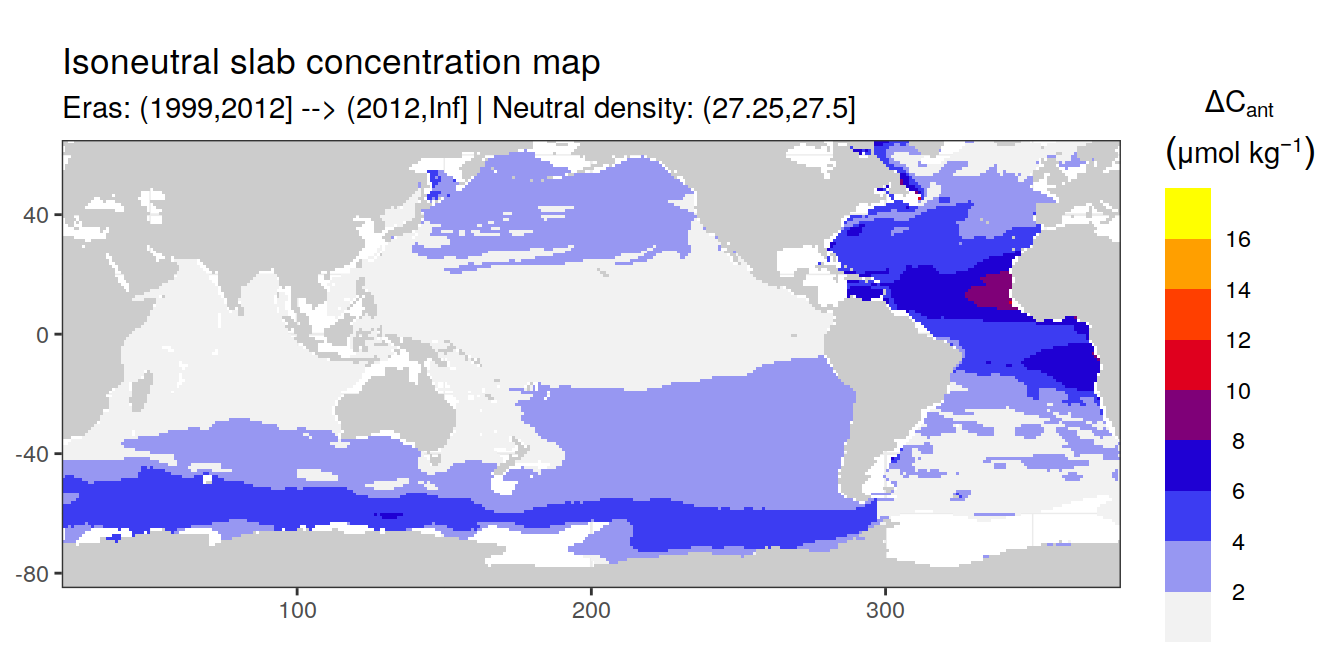 Isoneutral slab concentration map
Eras: (1999,2012] --> (2012,Inf] | Neutral density: (27.25,27.5]
ΔCant
(μmol kg⁻¹)
16
14
12
10
8
6
4
2
40
0
-40
-80
100 200 300